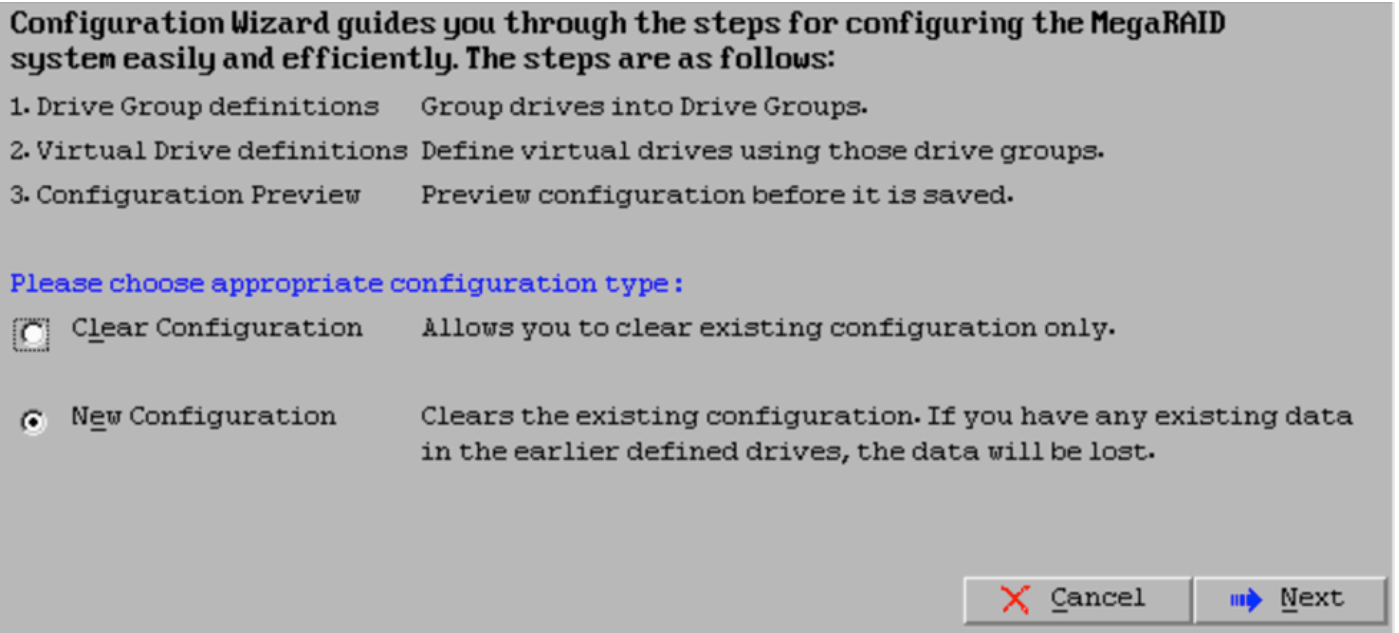 Configuration Wizard guides you through the steps for configuring the MegaRAID
system easily and efficiently. The steps are as follows:
1. Drive Group definitions Group drives into Drive Groups.
2. Virtual Drive definitions Define virtual drives using those drive groups.
3. Configuration Preview Preview configuration before it is saved.
Please choose appropriate configuration type:
Clear Configuration Allows you to clear existing configuration only.
New Configuration Clears the existing configuration. If you have any existing data
in the earlier defined drives, the data will be lost.
Cancel Next